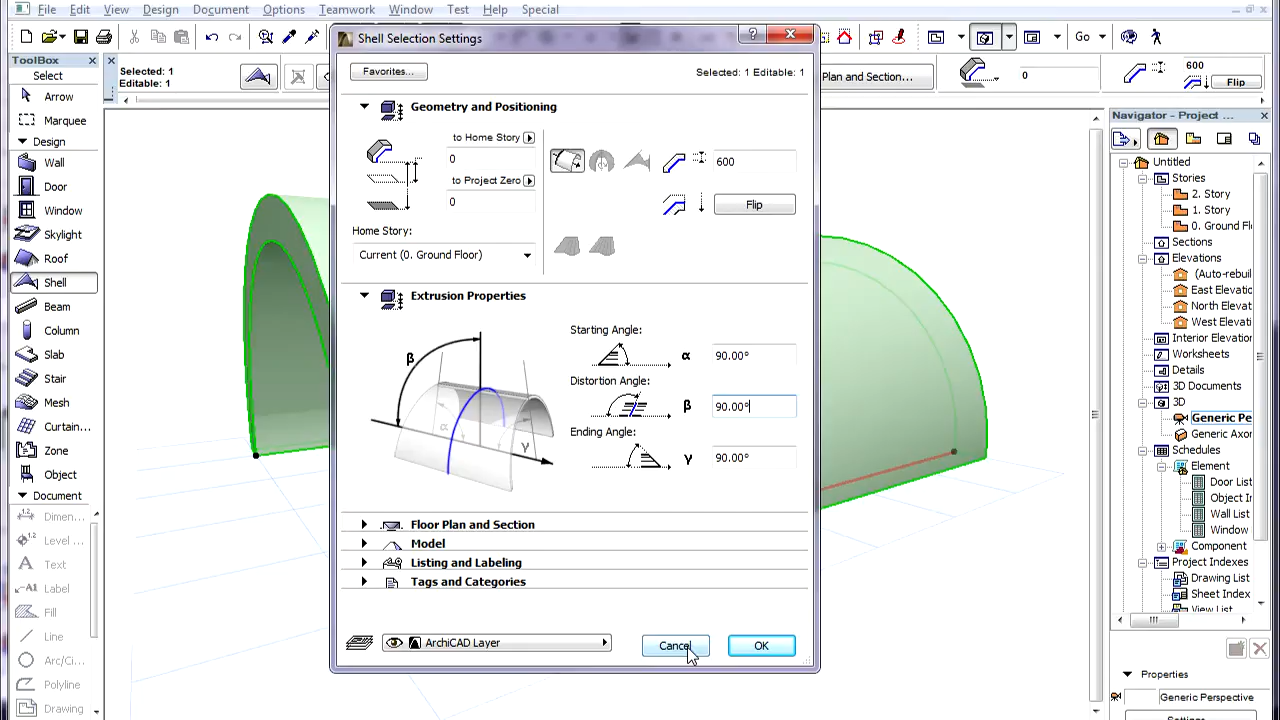 File Edit View Design Document Options Teamwork Window Test Help Special
Shell Selection Settings
ToolBox
Select
Arrow
Marquee
Design
Wall
Door
Window
Skylight
Roof
Shell
Beam
Column
Slab
Stair
Mesh
Curtain...
Zone
Object
Document
Dimen...
Level ...
Text
A1 Label
Fill
Line
Arc/Ci...
Polyline
Drawing
Selected: 1
Editable: 1
Favorites...
Selected: 1 Editable: 1
Geometry and Positioning
to Home Story:
0
to Project Zero:
0
Home Story:
Current (0. Ground Floor)
600
Flip
Extrusion Properties
β
α
γ
Starting Angle:
α 90.00°
Distortion Angle:
β 90.00°
Ending Angle:
γ 90.00°
Floor Plan and Section
Model
Listing and Labeling
Tags and Categories
ArchiCAD Layer
Cancel
OK
Go
Plan and Section...
0
600
Flip
Navigator - Project ...
Untitled
Stories
2. Story
1. Story
0. Ground Fl
Sections
Elevations
(Auto-rebuil
East Elevati
North Elevat
West Elevati
Interior Elevatio
Worksheets
Details
3D Documents
3D
Generic Pe
Generic Axon
Schedules
Element
Door List
Object In
Wall List
Window
Component
Project Indexes
Drawing List
Sheet Index
View List
Properties
Generic Perspective
Settings...